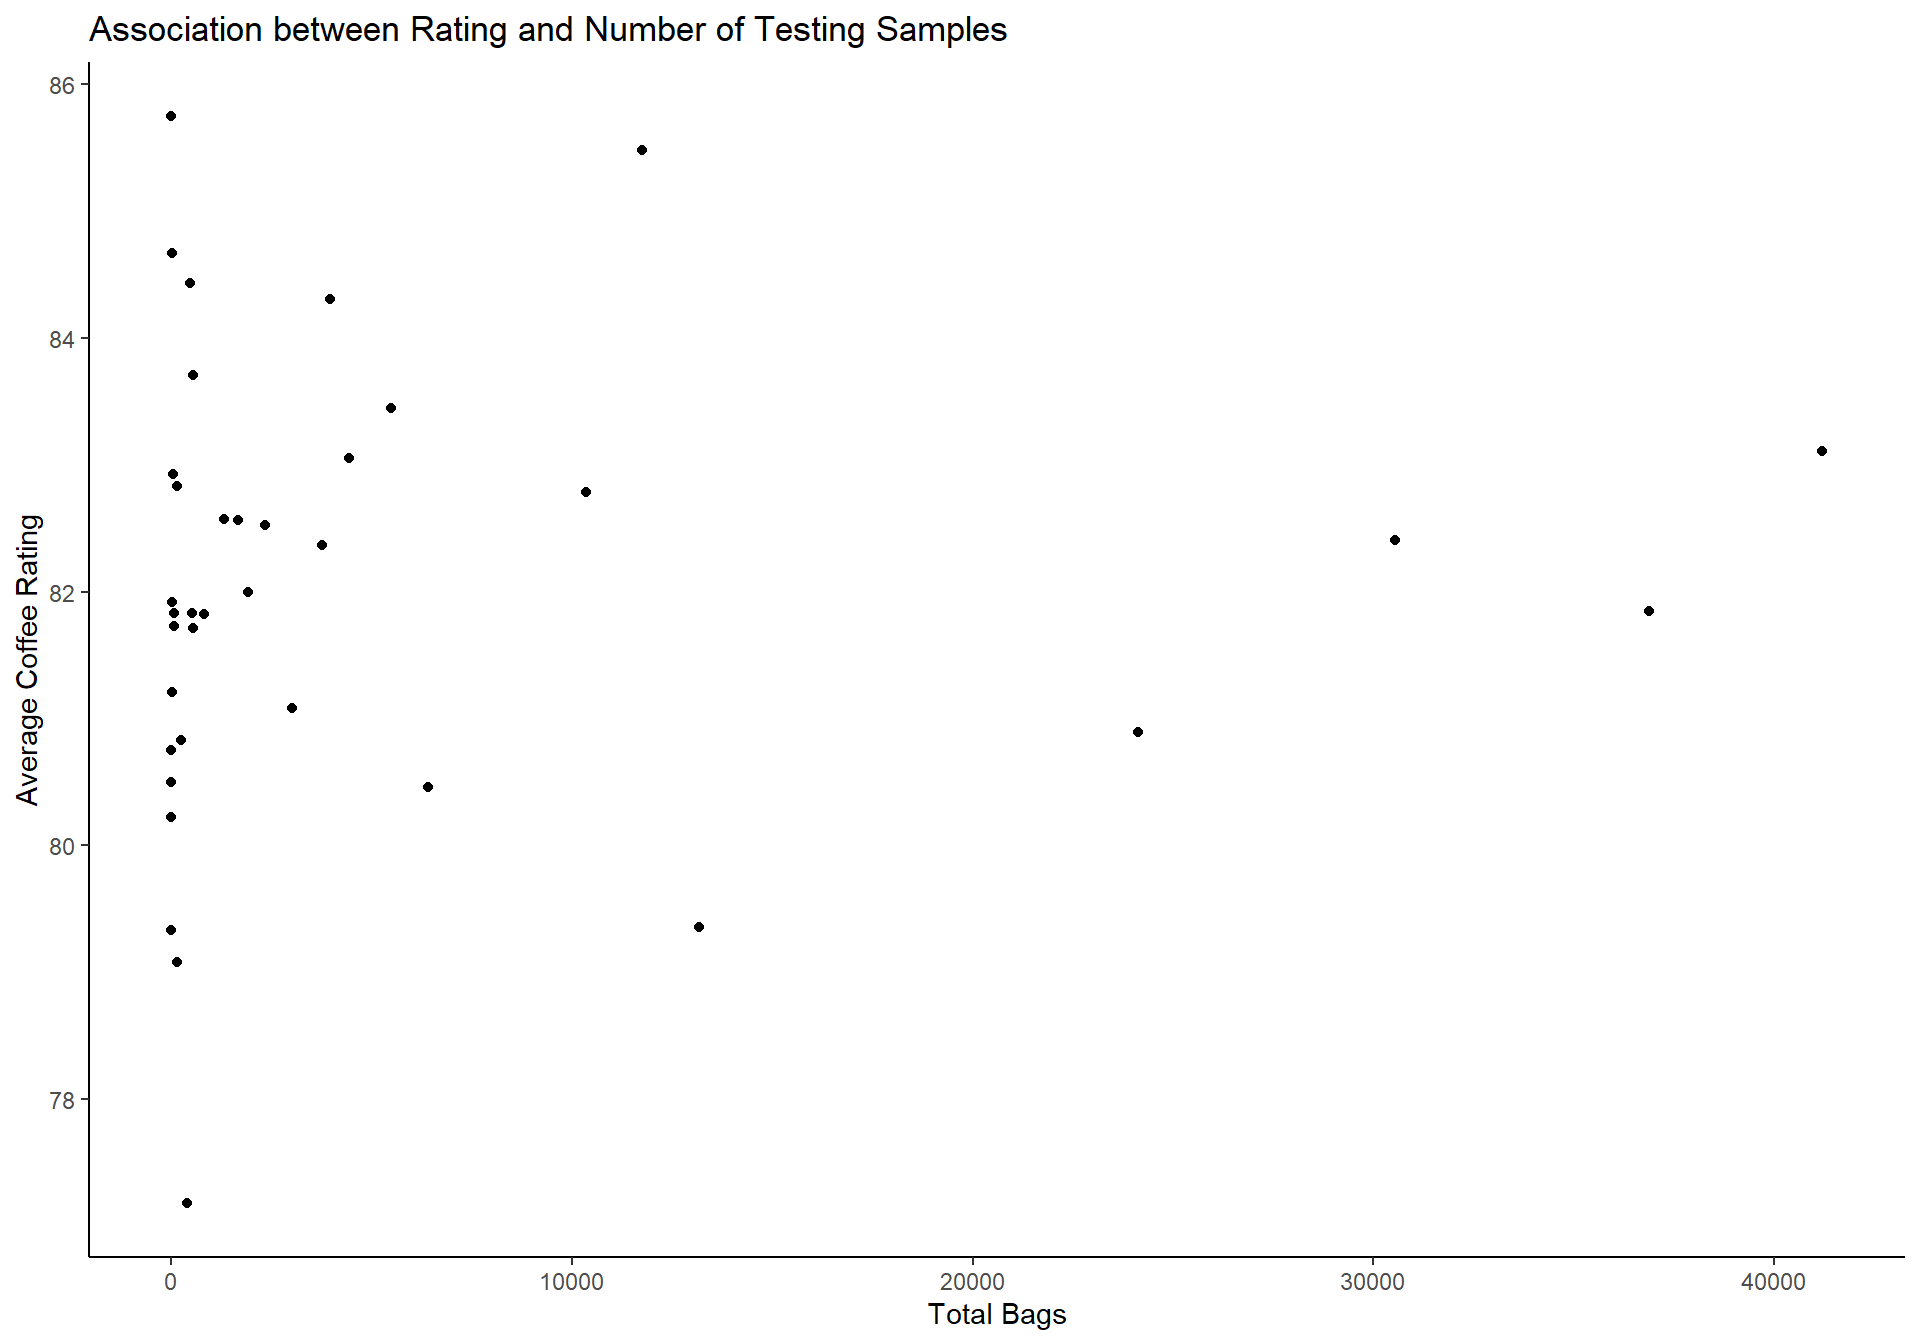 Association between Rating and Number of Testing Samples
Average Coffee Rating
86
84
82
80
78
0 10000 20000 30000 40000
Total Bags